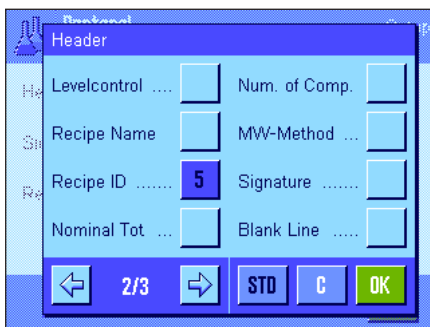 Header
Levelcontrol .... Num. of Comp.
Recipe Name MW-Method ...
Recipe ID ....... 5 Signature .......
Nominal Tot ... Blank Line .....
2/3 STD C OK